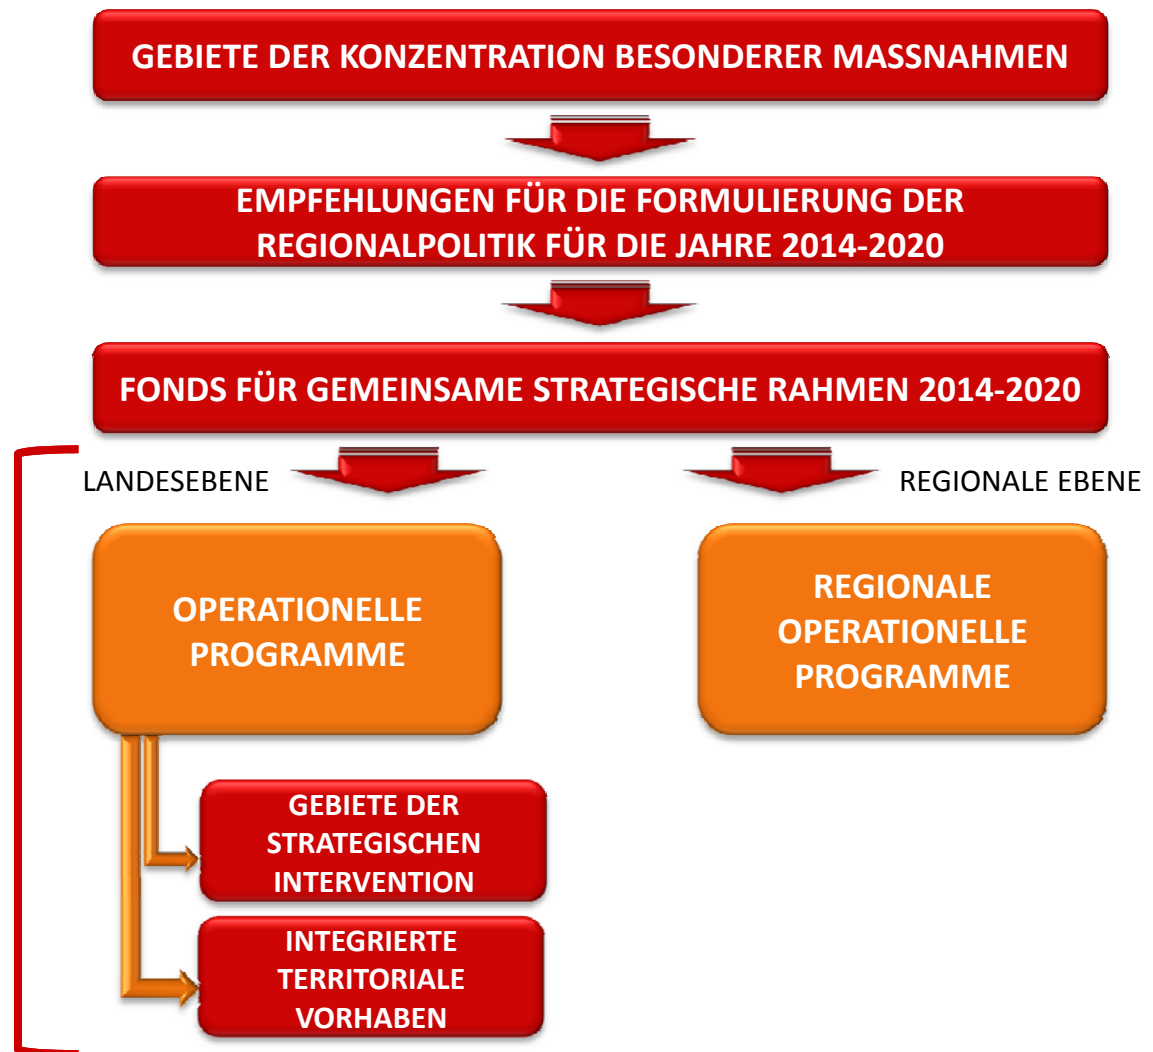 GEBIETE DER KONZENTRATION BESONDERER MASSNAHMEN
EMPFEHLUNGEN FÜR DIE FORMULIERUNG DER
REGIONALPOLITIK FÜR DIE JAHRE 2014-2020
FONDS FÜR GEMEINSAME STRATEGISCHE RAHMEN 2014-2020
LANDESEBENE
REGIONALE EBENE
OPERATIONELLE
PROGRAMME
REGIONALE
OPERATIONELLE
PROGRAMME
GEBIETE DER
STRATEGISCHEN
INTERVENTION
INTEGRIERTE
TERRITORIALE
VORHABEN